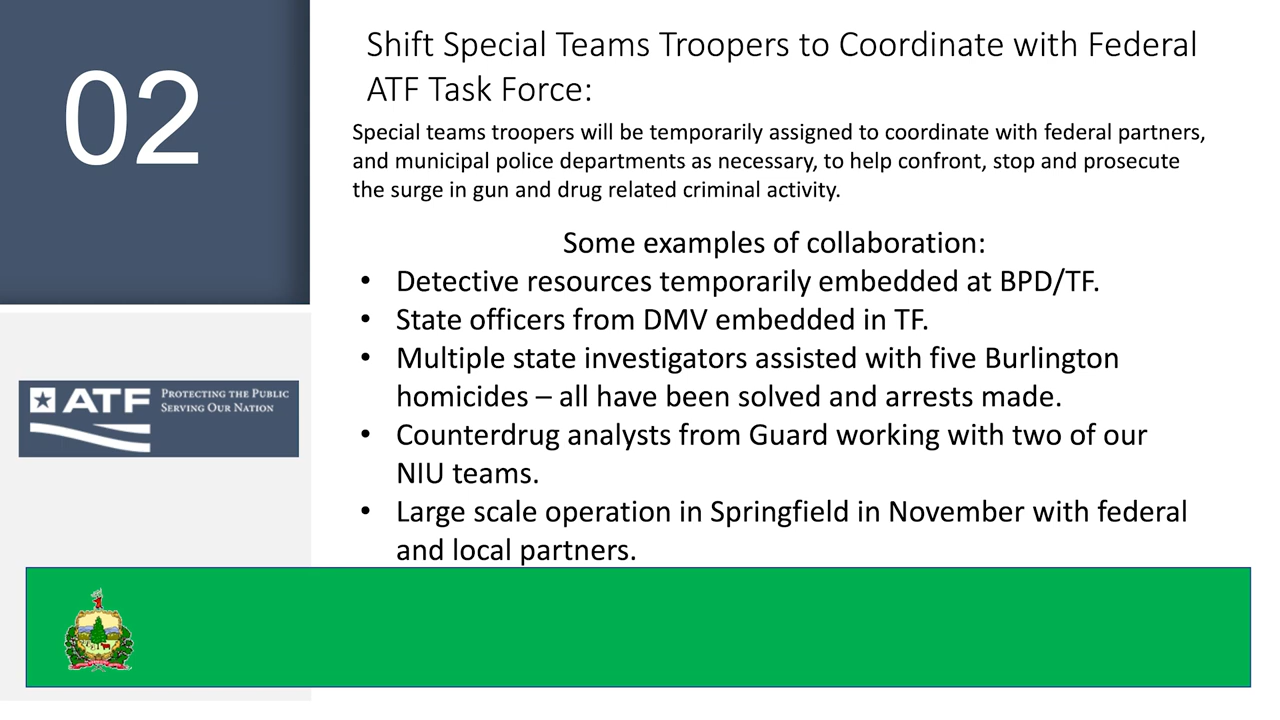 02
Shift Special Teams Troopers to Coordinate with Federal
ATF Task Force:
Special teams troopers will be temporarily assigned to coordinate with federal partners,
and municipal police departments as necessary, to help confront, stop and prosecute
the surge in gun and drug related criminal activity.
Some examples of collaboration:
• Detective resources temporarily embedded at BPD/TF.
• State officers from DMV embedded in TF.
• Multiple state investigators assisted with five Burlington
homicides – all have been solved and arrests made.
• Counterdrug analysts from Guard working with two of our
NIU teams.
• Large scale operation in Springfield in November with federal
and local partners.
ATF
PROTECTING THE PUBLIC
SERVING OUR NATION